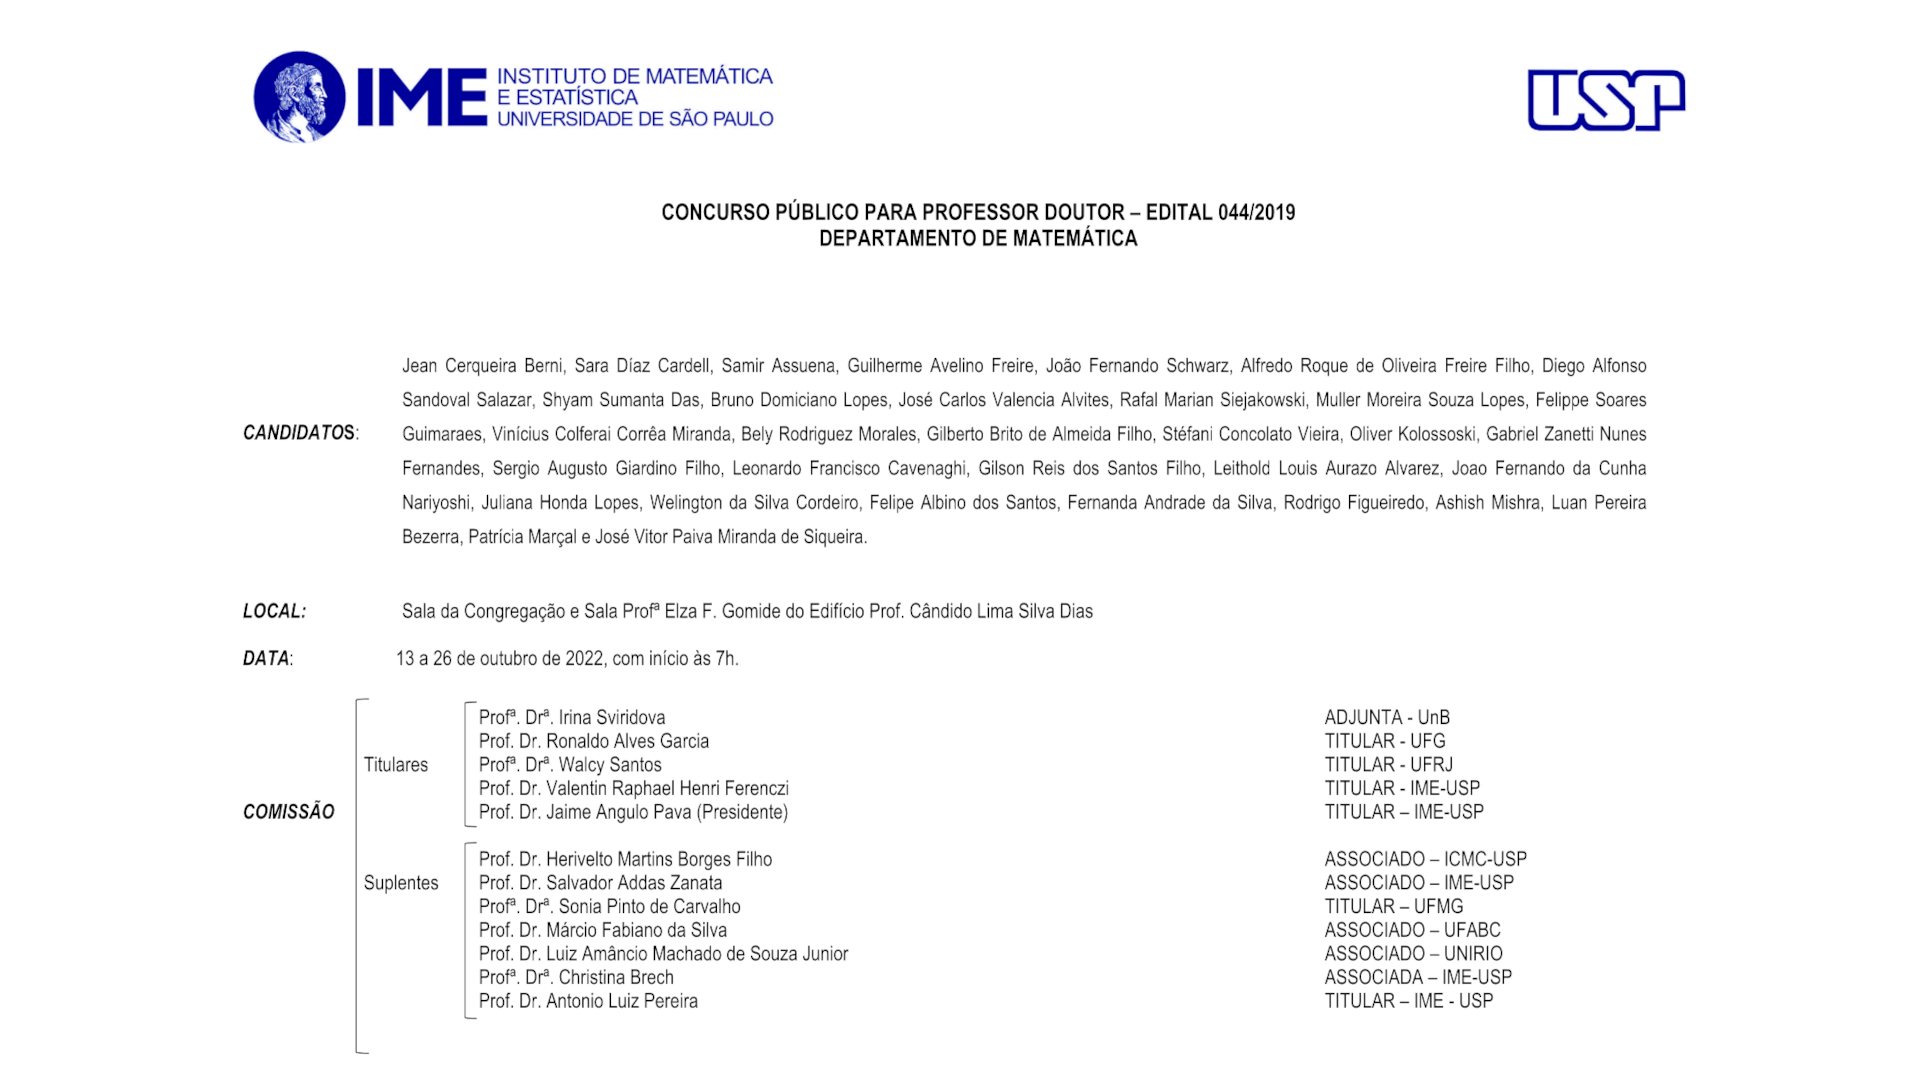 IME INSTITUTO DE MATEMÁTICA
E ESTATÍSTICA
UNIVERSIDADE DE SÃO PAULO
USP
CONCURSO PÚBLICO PARA PROFESSOR DOUTOR – EDITAL 044/2019
DEPARTAMENTO DE MATEMÁTICA
CANDIDATOS:
Jean Cerqueira Berni, Sara Díaz Cardell, Samir Assuena, Guilherme Avelino Freire, João Fernando Schwarz, Alfredo Roque de Oliveira Freire Filho, Diego Alfonso
Sandoval Salazar, Shyam Sumanta Das, Bruno Domiciano Lopes, José Carlos Valencia Alvites, Rafal Marian Siejakowski, Muller Moreira Souza Lopes, Felippe Soares
Guimaraes, Vinícius Colferai Corrêa Miranda, Bely Rodriguez Morales, Gilberto Brito de Almeida Filho, Stéfani Concolato Vieira, Oliver Kolossoski, Gabriel Zanetti Nunes
Fernandes, Sergio Augusto Giardino Filho, Leonardo Francisco Cavenaghi, Gilson Reis dos Santos Filho, Leithold Louis Aurazo Alvarez, Joao Fernando da Cunha
Nariyoshi, Juliana Honda Lopes, Welington da Silva Cordeiro, Felipe Albino dos Santos, Fernanda Andrade da Silva, Rodrigo Figueiredo, Ashish Mishra, Luan Pereira
Bezerra, Patrícia Marçal e José Vitor Paiva Miranda de Siqueira.
LOCAL: Sala da Congregação e Sala Profª Elza F. Gomide do Edifício Prof. Cândido Lima Silva Dias
DATA: 13 a 26 de outubro de 2022, com início às 7h.
COMISSÃO
Titulares
Profª. Drª. Irina Sviridova ADJUNTA - UnB
Prof. Dr. Ronaldo Alves Garcia TITULAR - UFG
Profª. Drª. Walcy Santos TITULAR - UFRJ
Prof. Dr. Valentin Raphael Henri Ferenczi TITULAR - IME-USP
Prof. Dr. Jaime Angulo Pava (Presidente) TITULAR – IME-USP
Suplentes
Prof. Dr. Herivelto Martins Borges Filho ASSOCIADO – ICMC-USP
Prof. Dr. Salvador Addas Zanata ASSOCIADO – IME-USP
Profª. Drª. Sonia Pinto de Carvalho TITULAR – UFMG
Prof. Dr. Márcio Fabiano da Silva ASSOCIADO – UFABC
Prof. Dr. Luiz Amâncio Machado de Souza Junior ASSOCIADO – UNIRIO
Profª. Drª. Christina Brech ASSOCIADA – IME-USP
Prof. Dr. Antonio Luiz Pereira TITULAR – IME - USP